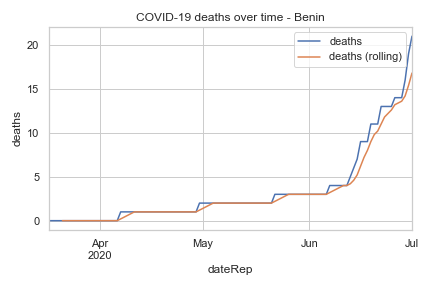 COVID-19 deaths over time - Benin
deaths
deaths (rolling)
20
15
10
5
0
deaths
Apr
2020
May
Jun
Jul
dateRep